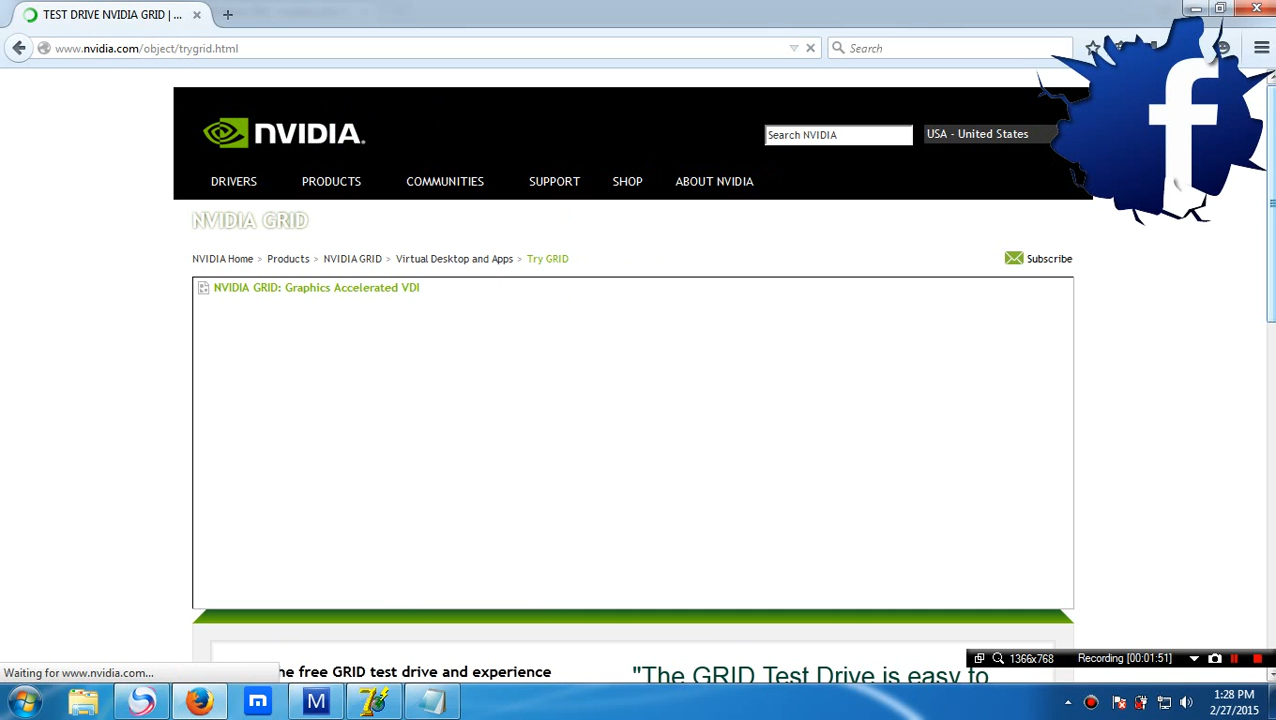 TEST DRIVE NVIDIA GRID | ...
www.nvidia.com/object/trygrid.html
Search
NVIDIA.
Search NVIDIA
USA - United States
DRIVERS PRODUCTS COMMUNITIES SUPPORT SHOP ABOUT NVIDIA
NVIDIA GRID
NVIDIA Home > Products > NVIDIA GRID > Virtual Desktop and Apps > Try GRID
Subscribe
NVIDIA GRID: Graphics Accelerated VDI
the free GRID test drive and experience
"The GRID Test Drive is easy to
1366x768
Recording [00:01:51]
Waiting for www.nvidia.com...
1:28 PM
2/27/2015